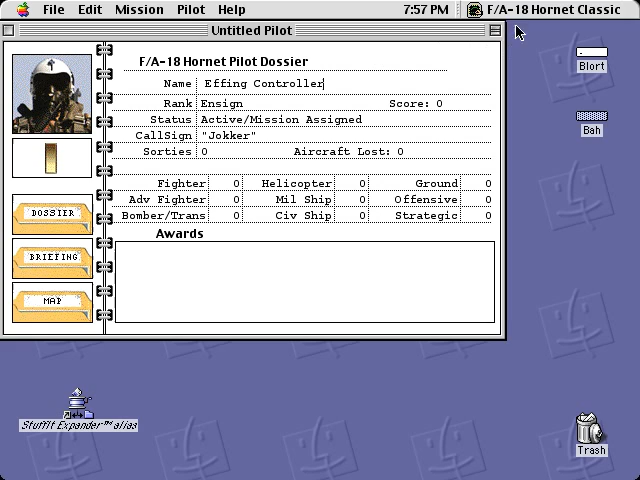 File Edit Mission Pilot Help 7:57 PM F/A-18 Hornet Classic
Untitled Pilot
F/A-18 Hornet Pilot Dossier
Name Effing Controller
Rank Ensign Score: 0
Status Active/Mission Assigned
CallSign "Jokker"
Sorties 0 Aircraft Lost: 0
Fighter 0 Helicopter 0 Ground 0
Adv Fighter 0 Mil Ship 0 Offensive 0
Bomber/Trans 0 Civ Ship 0 Strategic 0
Awards
DOSSIER
BRIEFING
MAP
Blort
Bah
StuffIt Expander™ alias
Trash